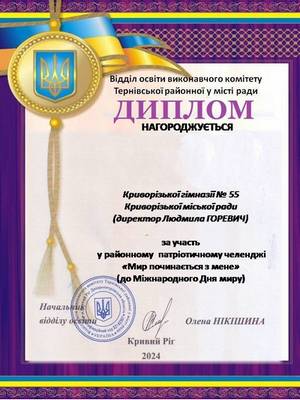 Відділ освіти виконавчого комітету
Тернівської районної у місті ради
ДИПЛОМ
НАГОРОДЖУЄТЬСЯ
Криворізької гімназії № 55
Криворізької міської ради
(директор Людмила ГОРЕВИЧ)
за участь
у районному патріотичному челенджі
«Мир починається з мене»
(до Міжнародного Дня миру)
Начальник
відділу освіти
Олена НІКІШИНА
Кривий Ріг
2024